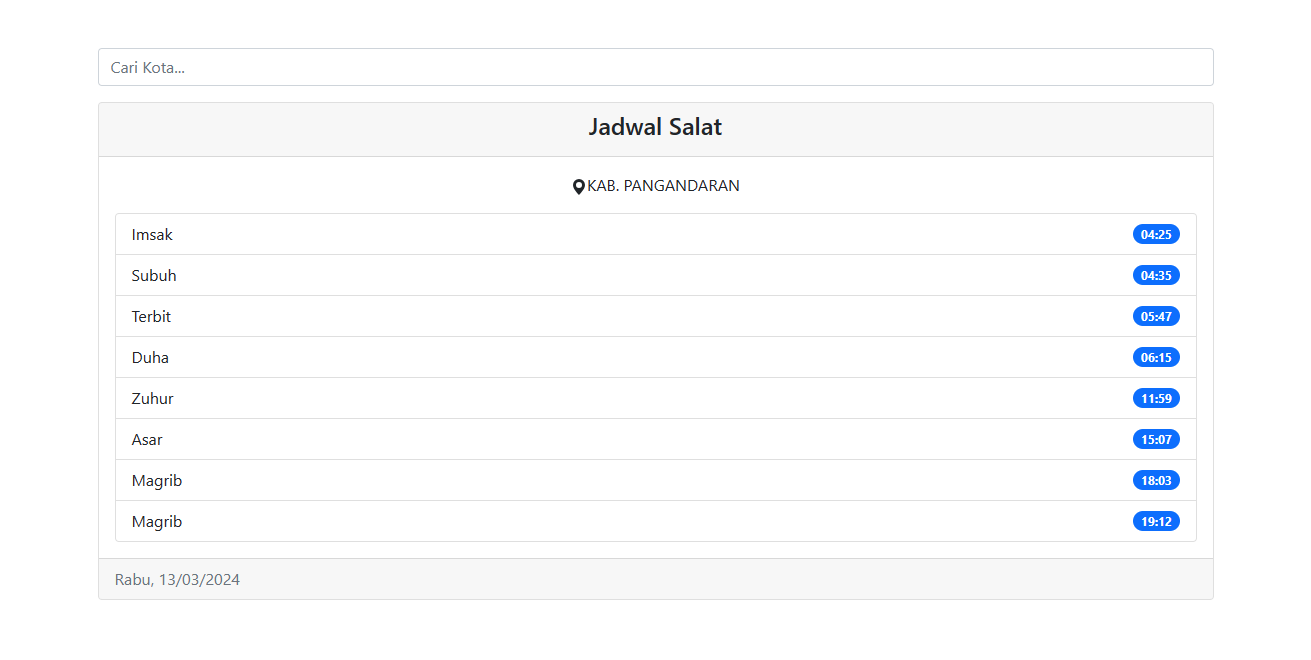 Cari Kota...
Jadwal Salat
KAB. PANGANDARAN
Imsak 04:25
Subuh 04:35
Terbit 05:47
Duha 06:15
Zuhur 11:59
Asar 15:07
Magrib 18:03
Magrib 19:12
Rabu, 13/03/2024